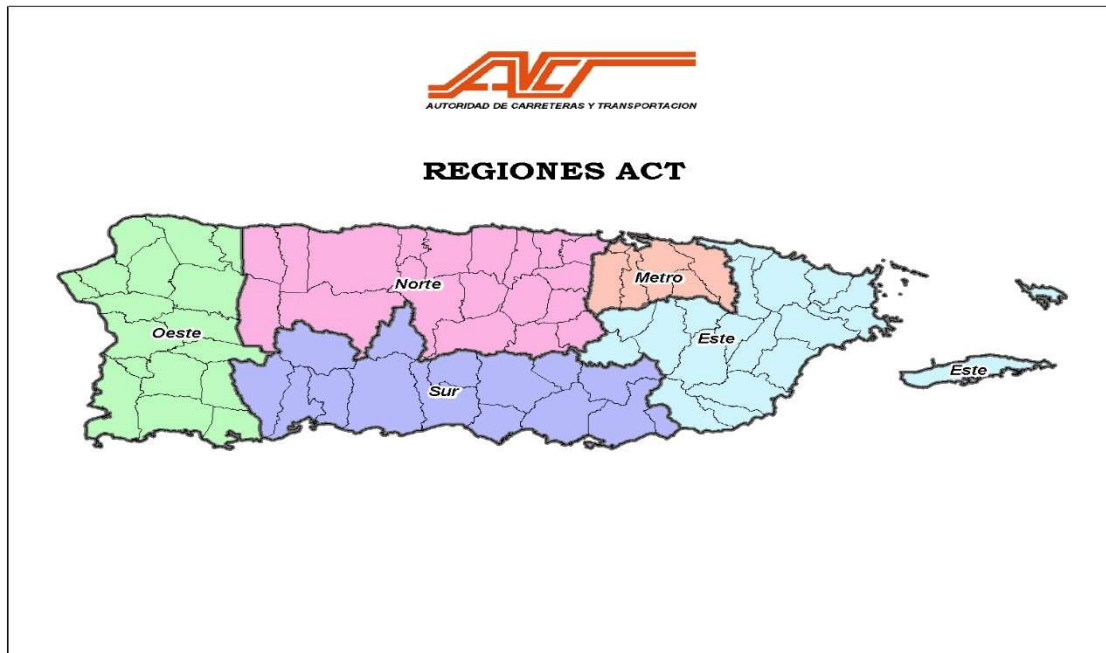 ACT
AUTORIDAD DE CARRETERAS Y TRANSPORTACION
REGIONES ACT
Norte
Metro
Oeste
Este
Este
Sur